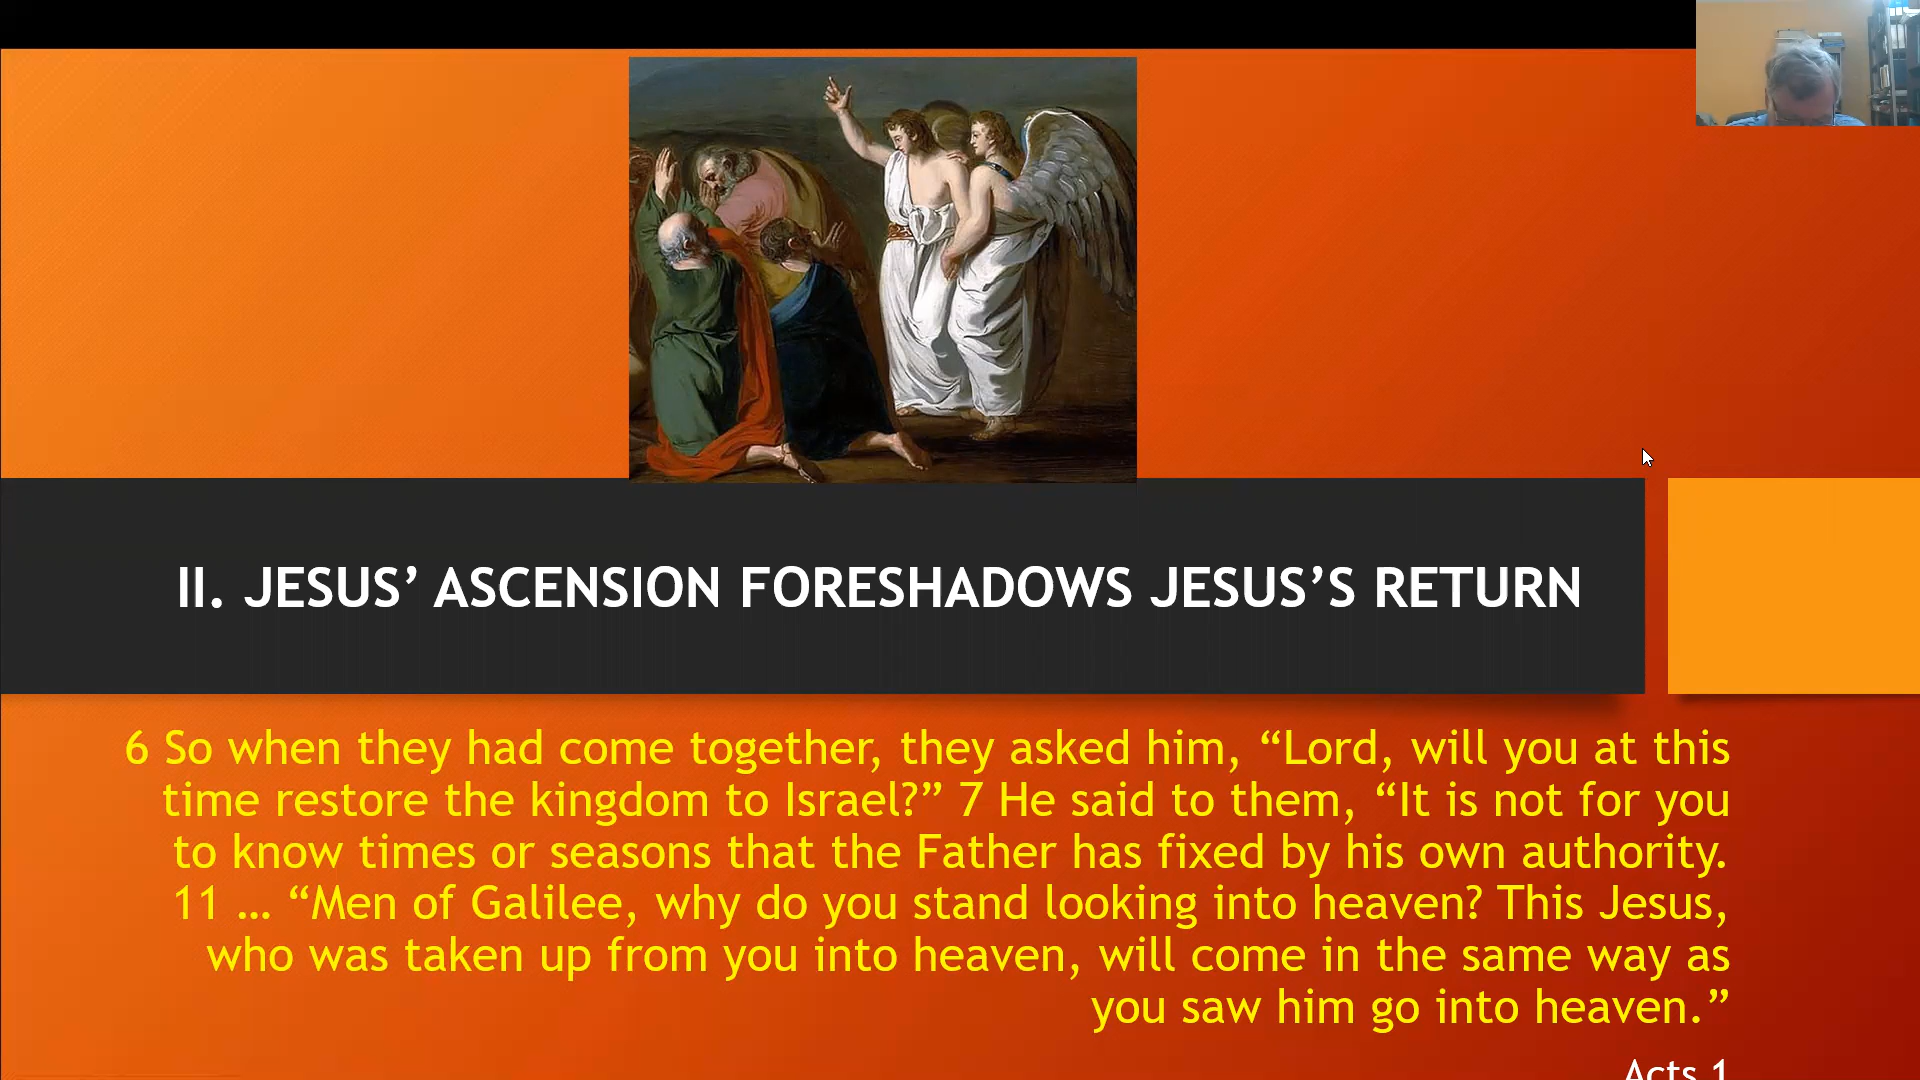 II. JESUS’ ASCENSION FORESHADOWS JESUS’S RETURN
6 So when they had come together, they asked him, “Lord, will you at this
time restore the kingdom to Israel?” 7 He said to them, “It is not for you
to know times or seasons that the Father has fixed by his own authority.
11 … “Men of Galilee, why do you stand looking into heaven? This Jesus,
who was taken up from you into heaven, will come in the same way as
you saw him go into heaven.”
Acts 1